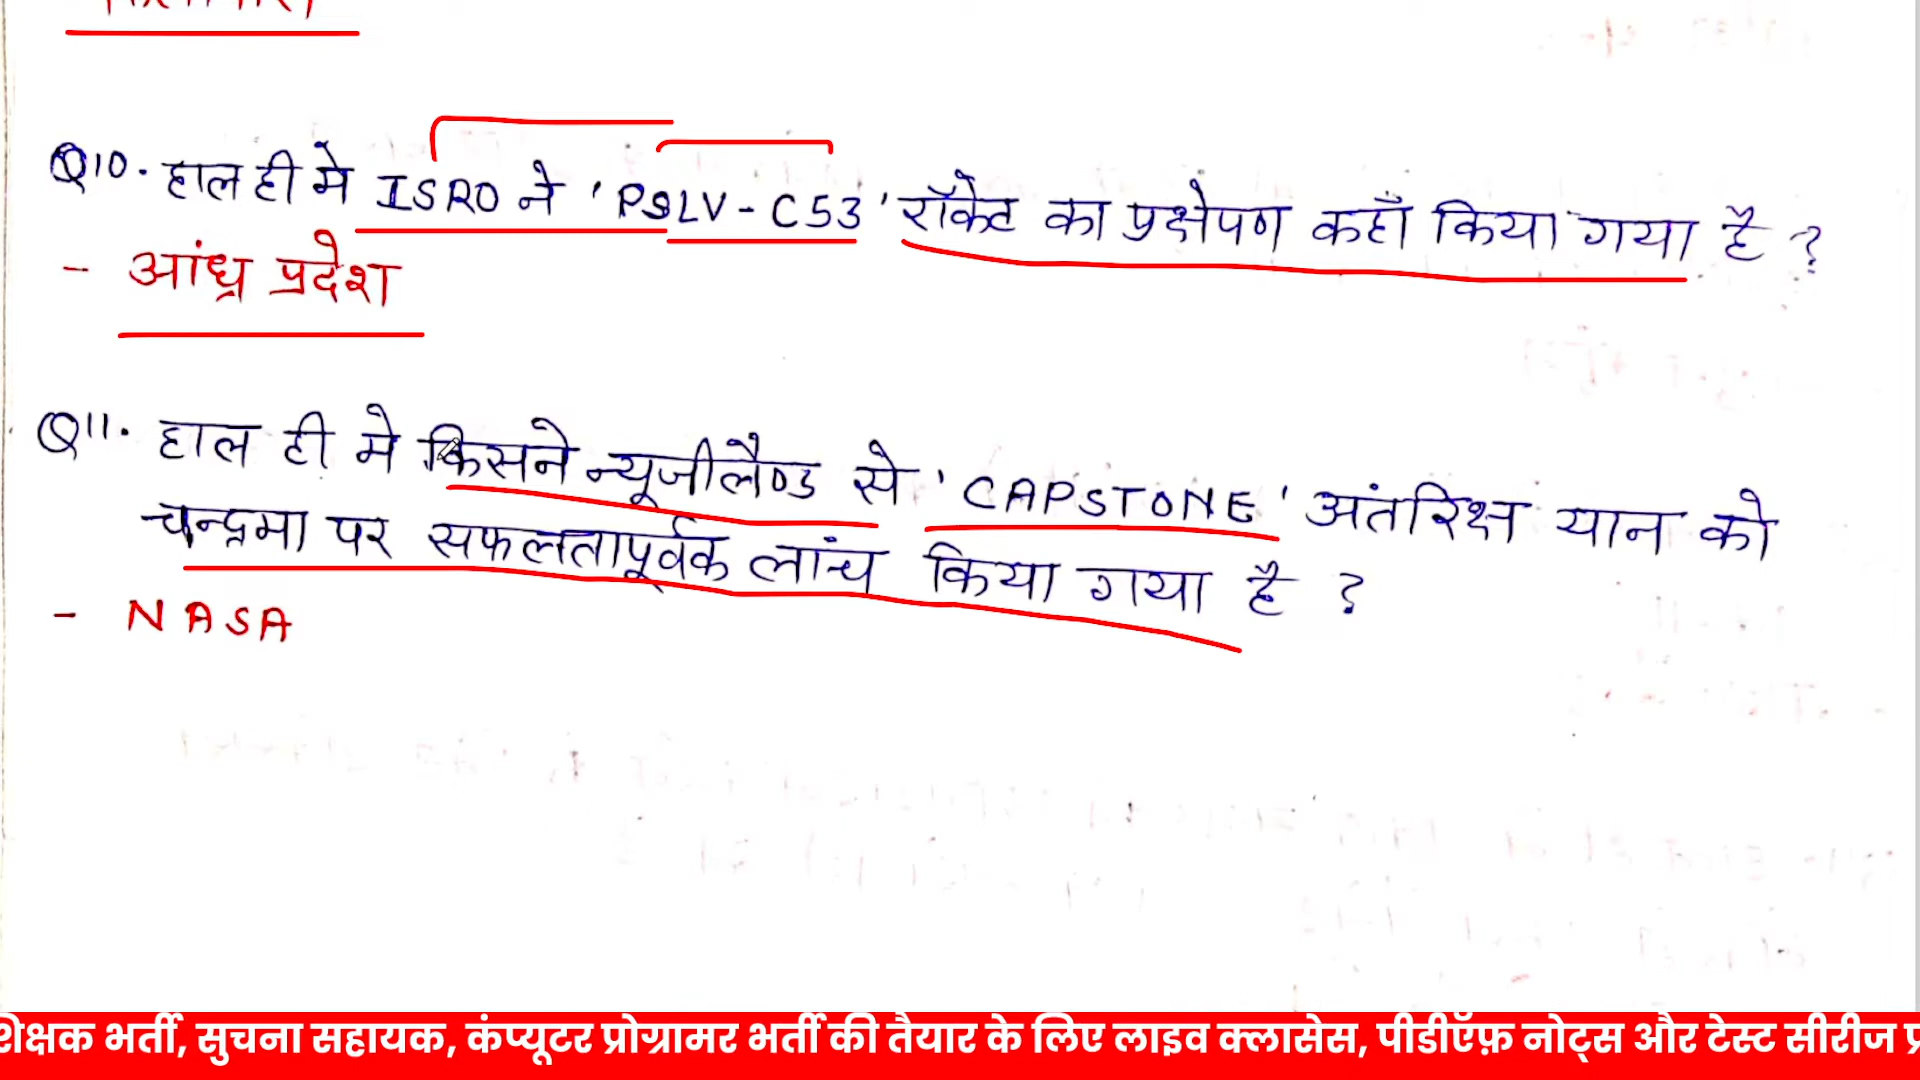 Q10. हाल ही मे ISRO ने 'PSLV-C53' रॉकेट का प्रक्षेपण कहाँ किया गया है ?
- आंध्र प्रदेश
Q11. हाल ही मे किसने न्यूजीलैण्ड से 'CAPSTONE' अंतरिक्ष यान को
चन्द्रमा पर सफलतापूर्वक लांच किया गया है ?
- NASA
शिक्षक भर्ती, सुचना सहायक, कंप्यूटर प्रोग्रामर भर्ती की तैयार के लिए लाइव क्लासेस, पीडीऍफ़ नोट्स और टेस्ट सीरीज